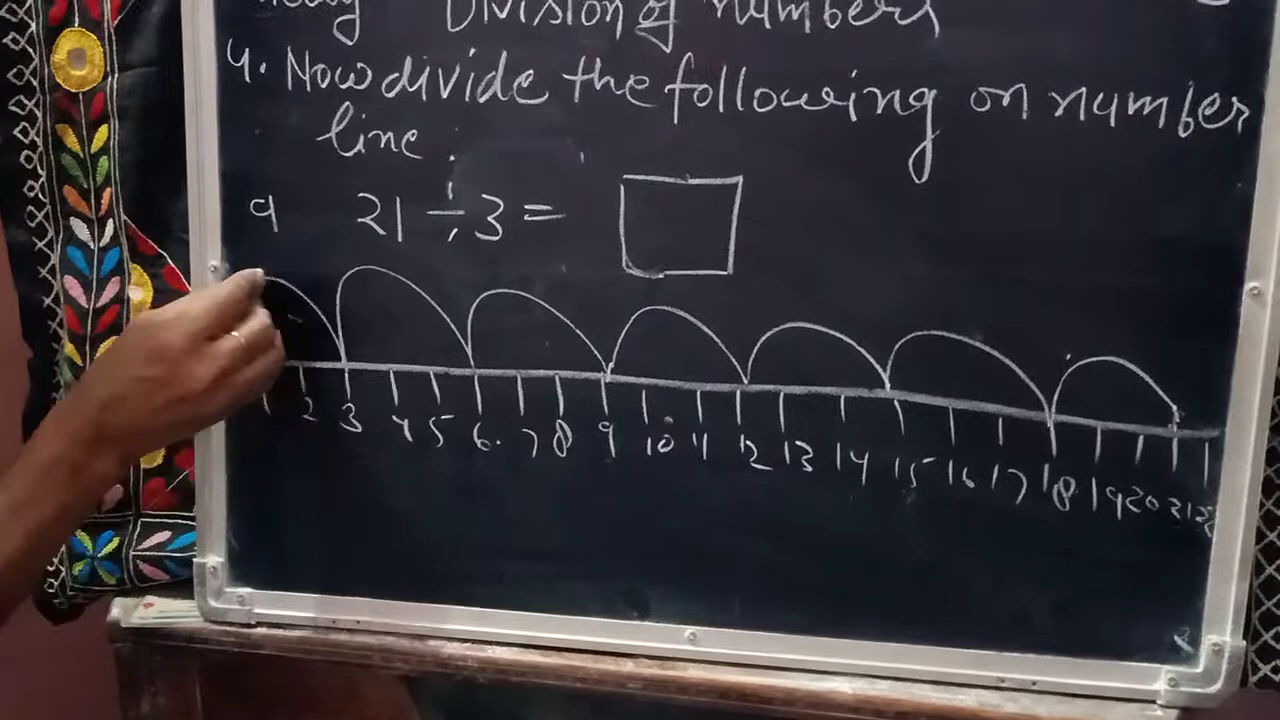 Division of numbers
4. Now divide the following on number
line.
a 21 ÷ 3 =
2 3 4 5 6 7 8 9 10 11 12 13 14 15 16 17 18 19 20 21 22